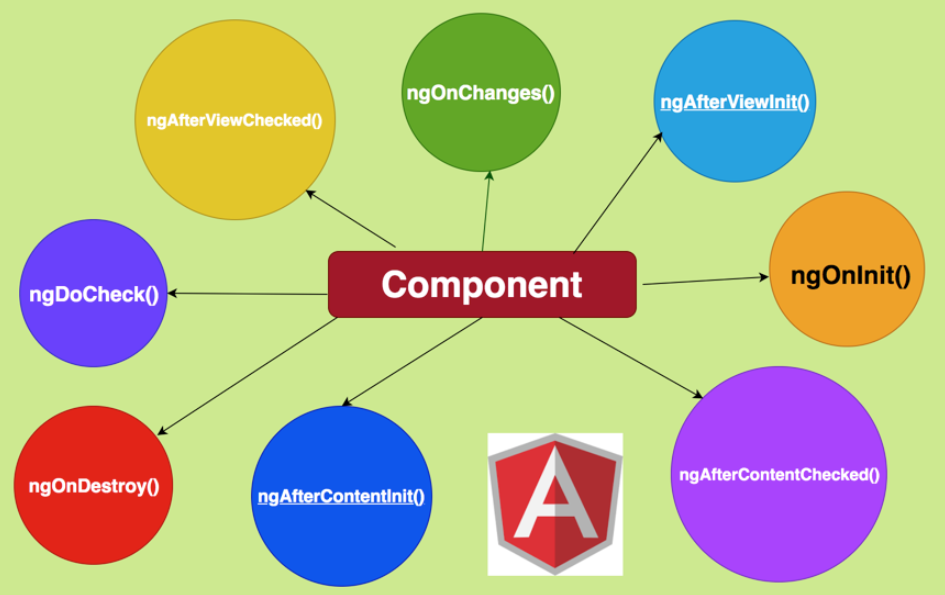 ngOnChanges()
ngAfterViewInit()
ngAfterViewChecked()
ngOnInit()
Component
ngDoCheck()
ngAfterContentChecked()
ngOnDestroy()
ngAfterContentInit()
A